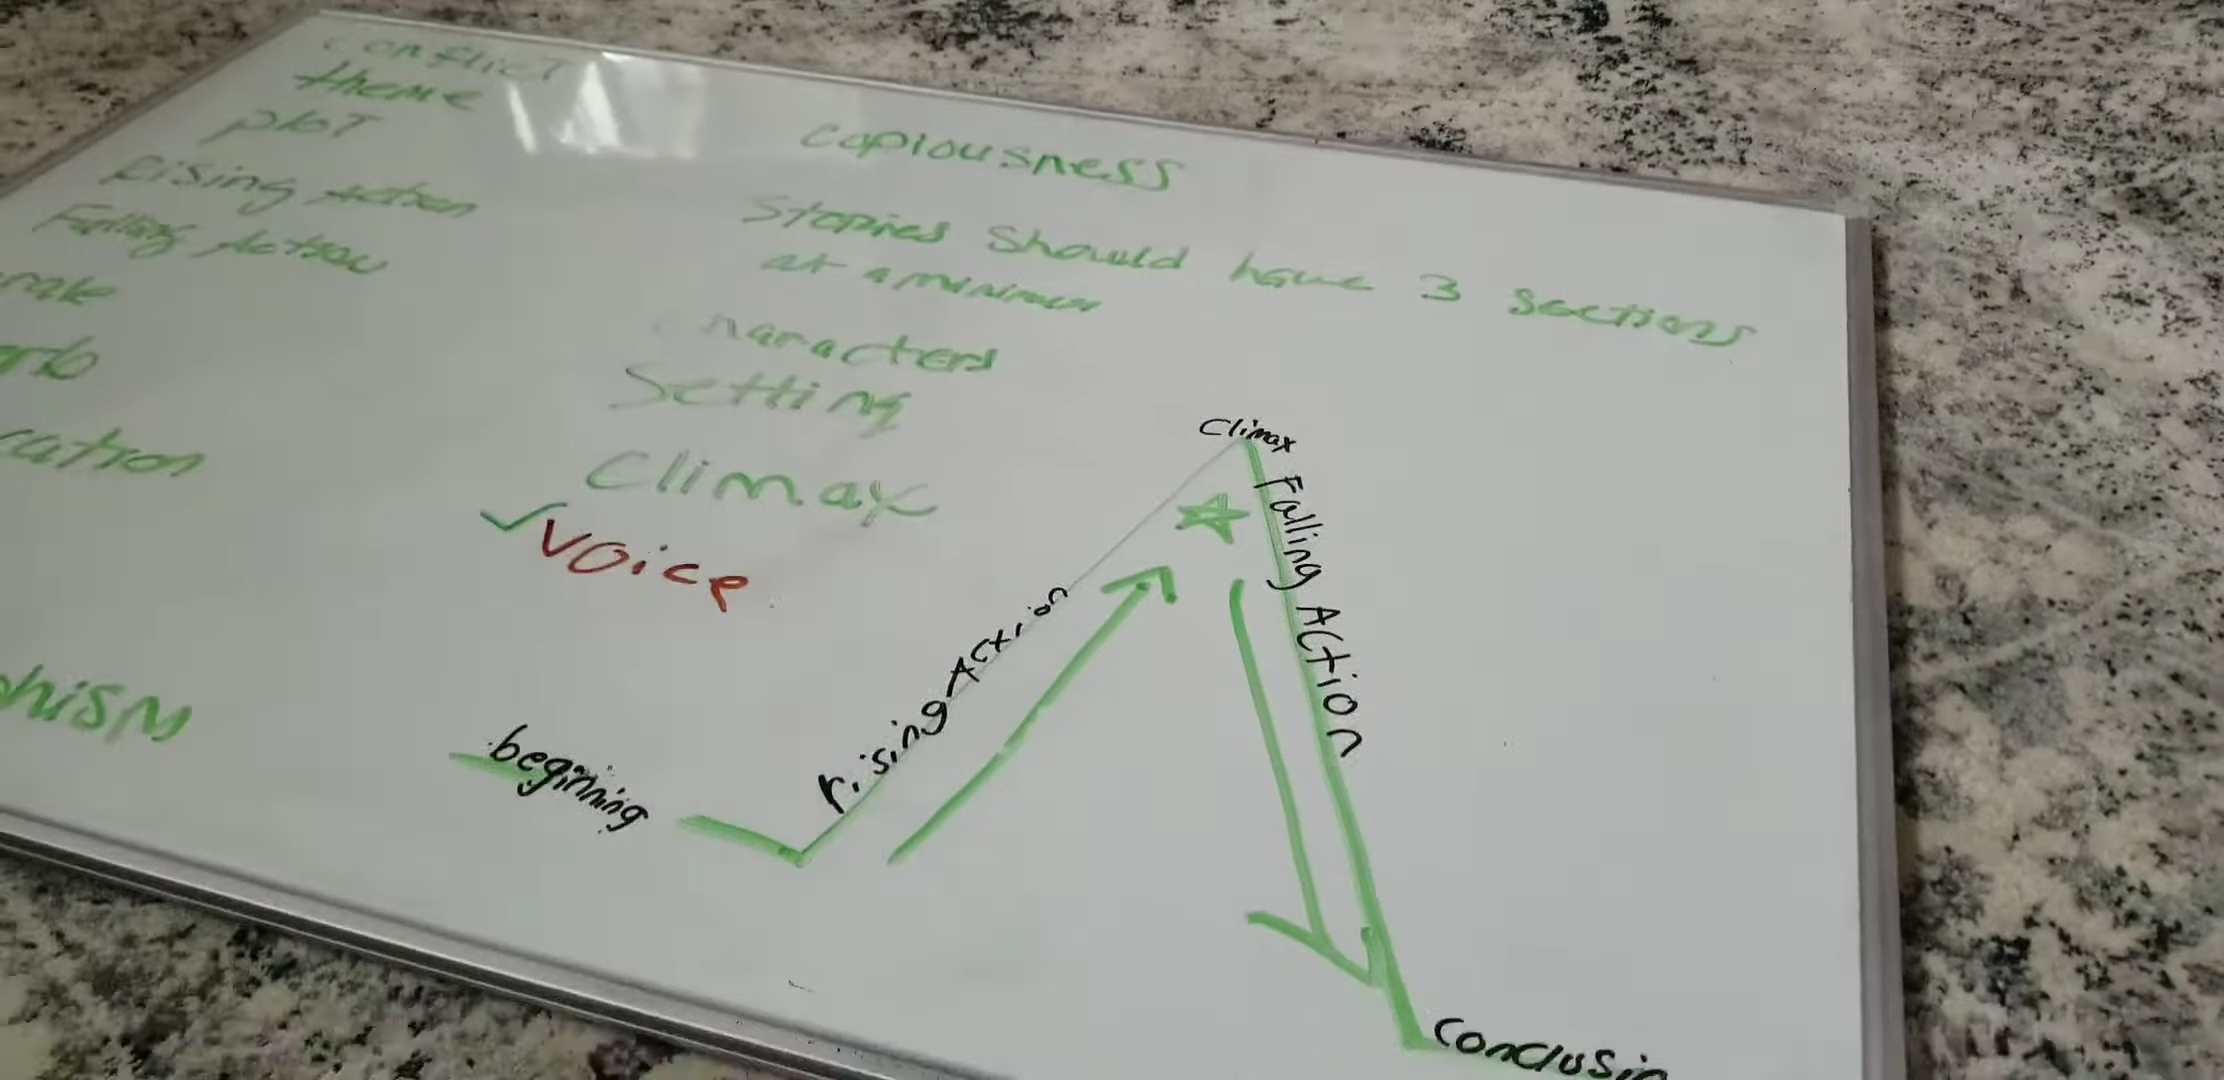 conflict
theme
plot
Rising Action
Falling Action
copiousness
Stories should have 3 sections
at a minimum
characters
Setting
Climax
✓voice
Climax
Falling Action
rising Action
beginning
conclusio